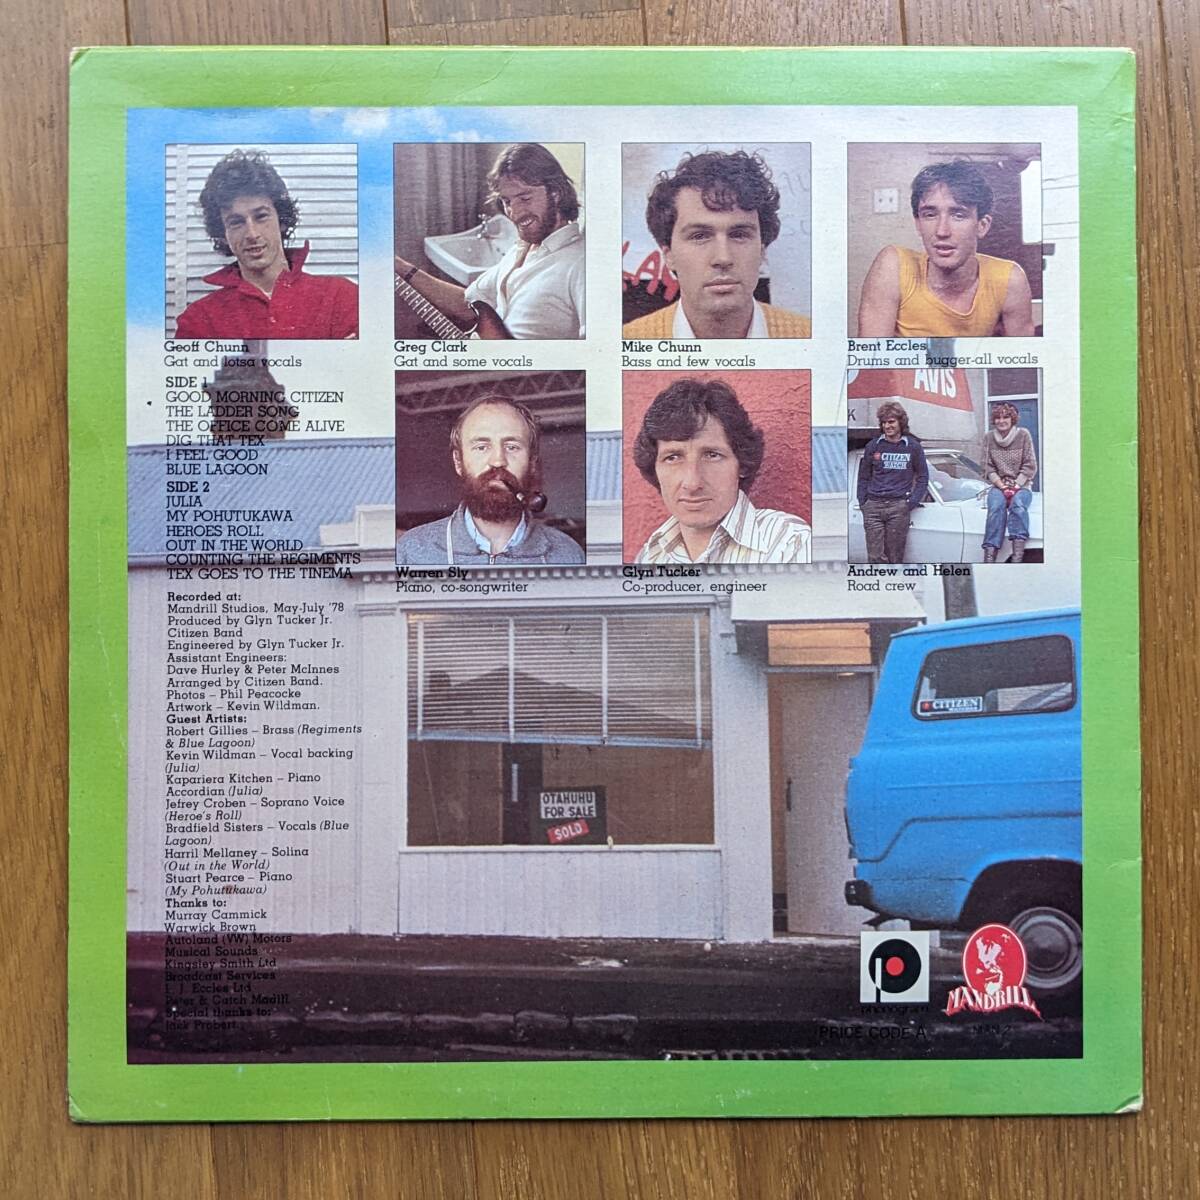 Geoff Chunn
Gat and lotsa vocals
Greg Clark
Gat and some vocals
Mike Chunn
Bass and few vocals
Brent Eccles
Drums and bugger-all vocals
SIDE 1
GOOD MORNING CITIZEN
THE LADDER SONG
THE OFFICE COME ALIVE
DIG THAT TEX
I FEEL GOOD
BLUE LAGOON
SIDE 2
JULIA
MY POHUTUKAWA
HEROES ROLL
OUT IN THE WORLD
COUNTING THE REGIMENTS
TEX GOES TO THE TINEMA
AVIS
K
CITIZEN
WATCH
Warren Sly
Piano, co-songwriter
Glyn Tucker
Co-producer, engineer
Andrew and Helen
Road crew
Recorded at:
Mandrill Studios, May-July '78
Produced by Glyn Tucker Jr.
Citizen Band
Engineered by Glyn Tucker Jr.
Assistant Engineers:
Dave Hurley & Peter McInnes
Arranged by Citizen Band.
Photos – Phil Peacocke
Artwork – Kevin Wildman.
Guest Artists:
Robert Gillies – Brass (Regiments
& Blue Lagoon)
Kevin Wildman – Vocal backing
(Julia)
Kapariera Kitchen – Piano
Accordian (Julia)
Jefrey Croben – Soprano Voice
(Heroe's Roll)
Bradfield Sisters – Vocals (Blue
Lagoon)
Harril Mellaney – Solina
(Out in the World)
Stuart Pearce – Piano
(My Pohutukawa)
Thanks to:
Murray Cammick
Warwick Brown
Autoland (VW) Motors
Musical Sounds
Kingsley Smith Ltd
Broadcast Services
L. J. Eccles Ltd
Peter & Catch Madill
Special thanks to:
Jack Probert
OTAHUHU
FOR SALE
SOLD
CITIZEN
phonogram
MANDRILL
PRICE CODE A